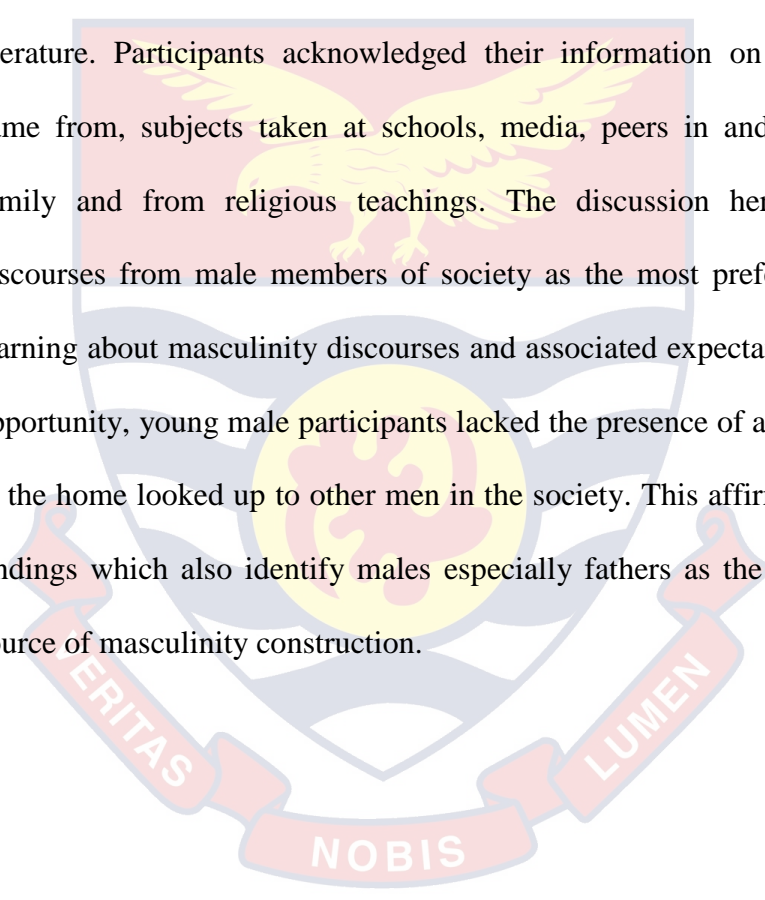 erature. Participants acknowledged their information on
ame from, subjects taken at schools, media, peers in and
mily and from religious teachings. The discussion her
scourses from male members of society as the most pref
arning about masculinity discourses and associated expecta
pportunity, young male participants lacked the presence of a
the home looked up to other men in the society. This affir
ndings which also identify males especially fathers as the
ource of masculinity construction.
VERITAS
NOBIS
LUMEN